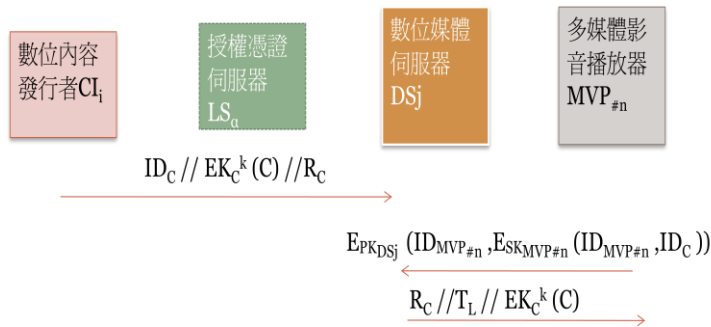 數位內容
發行者CIᵢ
授權憑證
伺服器
LSα
數位媒體
伺服器
DSj
多媒體影
音播放器
MVP#n
IDC // EKCᵏ (C) //RC
EPKDSj (IDMVP#n ,ESKMVP#n (IDMVP#n ,IDC ))
RC //TL // EKCᵏ (C)